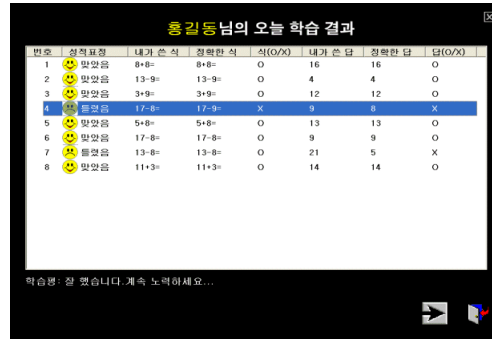 홍길동님의 오늘 학습 결과
번호 성적표정 내가 쓴 식 정확한 식 식(O/X) 내가 쓴 답 정확한 답 답(O/X)
1 맞았음 8+8= 8+8= O 16 16 O
2 맞았음 13-9= 13-9= O 4 4 O
3 맞았음 3+9= 3+9= O 12 12 O
4 틀렸음 17-8= 17-9= X 9 8 X
5 맞았음 5+8= 5+8= O 13 13 O
6 맞았음 17-8= 17-8= O 9 9 O
7 틀렸음 13-8= 13-8= O 21 5 X
8 맞았음 11+3= 11+3= O 14 14 O
학습평: 잘 했습니다.계속 노력하세요...